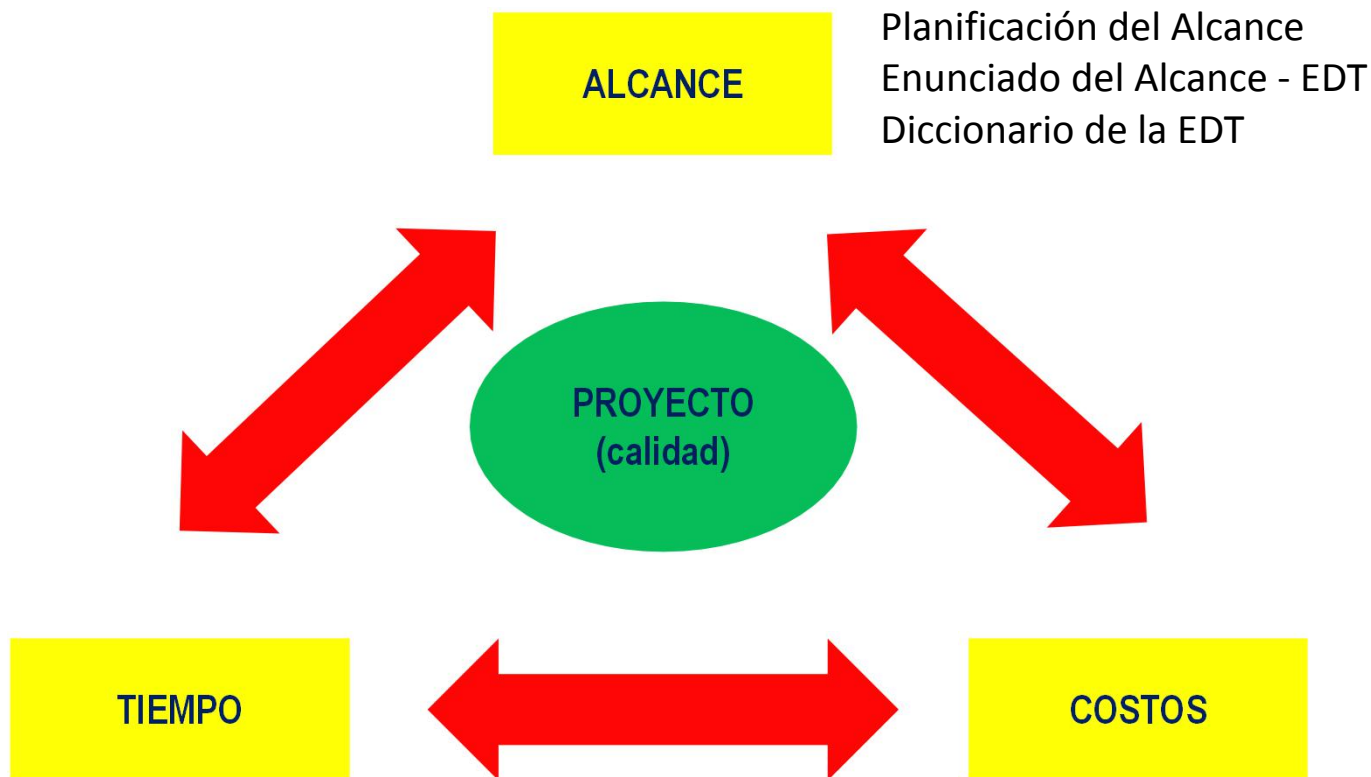 ALCANCE
Planificación del Alcance
Enunciado del Alcance - EDT
Diccionario de la EDT
PROYECTO
(calidad)
TIEMPO
COSTOS